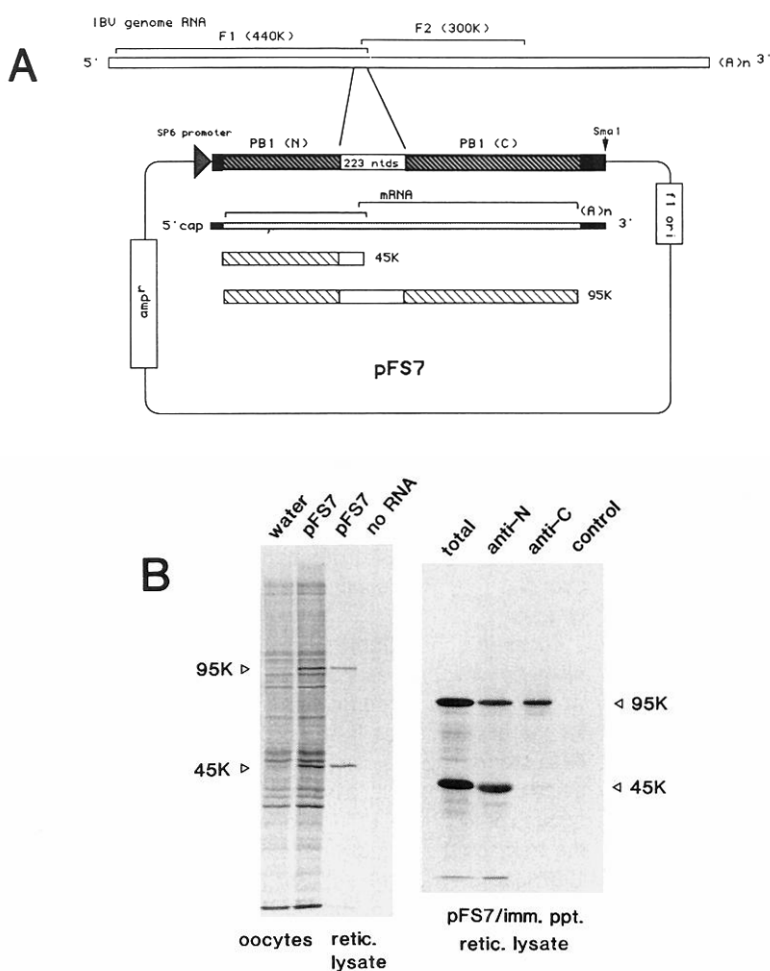 IBV genome RNA
F1 (440K)
F2 (300K)
A
5'
(A)n 3'
SP6 promoter
PB1 (N)
223 ntds
PB1 (C)
Sma1
mRNA
5'cap
(A)n
3'
f1 ori
45K
95K
ampr
pFS7
B
water
pFS7
pFS7
no RNA
total
anti-N
anti-C
control
95K
95K
45K
45K
oocytes
retic.
lysate
pFS7/imm. ppt.
retic. lysate